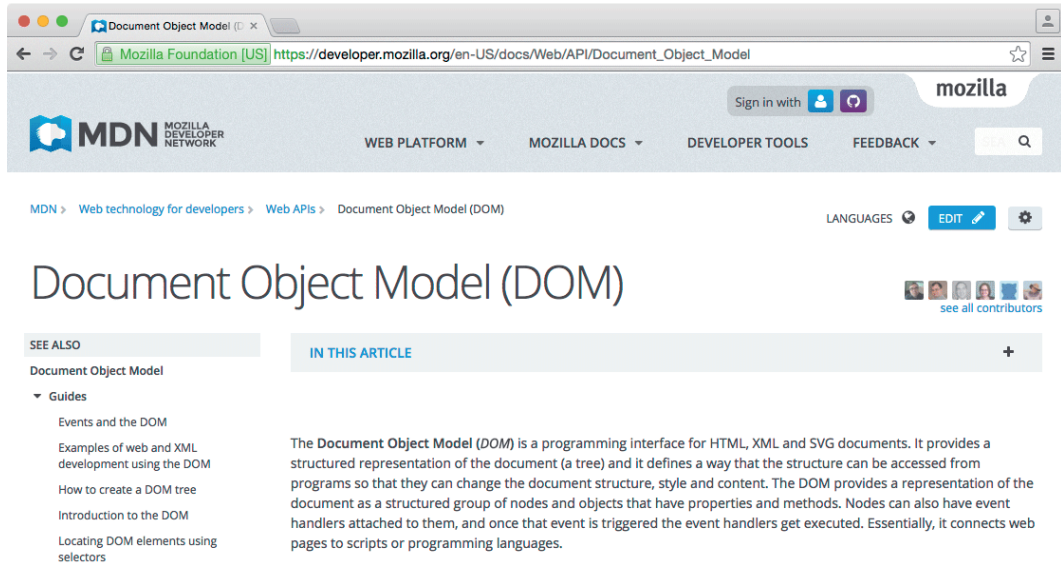 Document Object Model (D
Mozilla Foundation [US] https://developer.mozilla.org/en-US/docs/Web/API/Document_Object_Model
mozilla
Sign in with
MDN MOZILLA DEVELOPER NETWORK
WEB PLATFORM MOZILLA DOCS DEVELOPER TOOLS FEEDBACK
MDN Web technology for developers Web APIs Document Object Model (DOM)
LANGUAGES EDIT
Document Object Model (DOM)
see all contributors
SEE ALSO
Document Object Model
Guides
Events and the DOM
Examples of web and XML
development using the DOM
How to create a DOM tree
Introduction to the DOM
Locating DOM elements using
selectors
IN THIS ARTICLE +
The Document Object Model (DOM) is a programming interface for HTML, XML and SVG documents. It provides a
structured representation of the document (a tree) and it defines a way that the structure can be accessed from
programs so that they can change the document structure, style and content. The DOM provides a representation of the
document as a structured group of nodes and objects that have properties and methods. Nodes can also have event
handlers attached to them, and once that event is triggered the event handlers get executed. Essentially, it connects web
pages to scripts or programming languages.